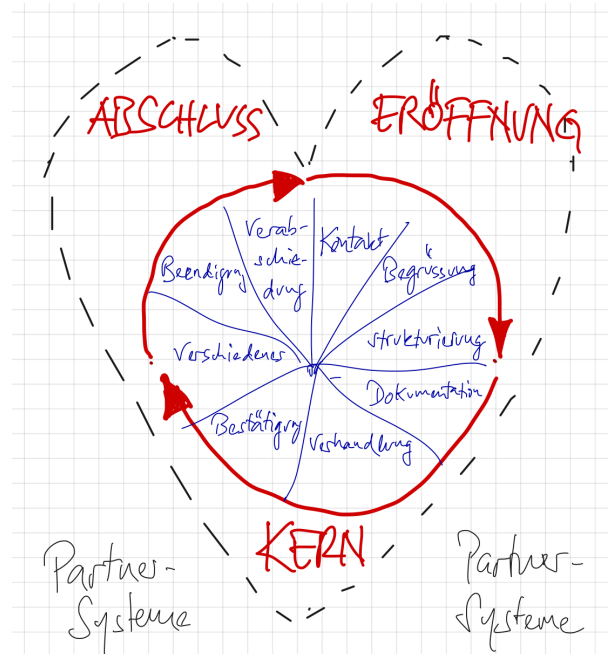 ABSCHLUSS
ERÖFFNUNG
Verab-
schie-
dung
Kontakt
Begrüssung
Beendigung
strukturierung
Verschiedenes
Dokumentation
Bestätigung
Verhandlung
KERN
Partner-
Systeme
Partner-
Systeme